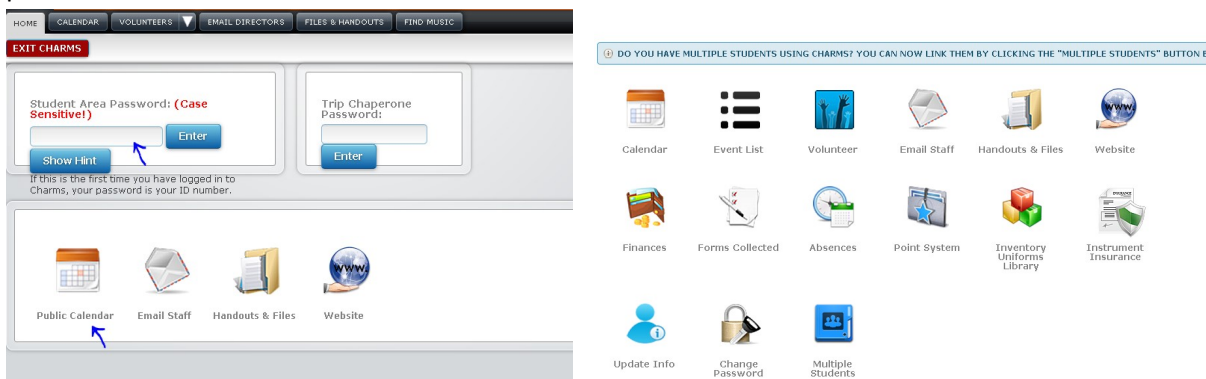 HOME CALENDAR VOLUNTEERS EMAIL DIRECTORS FILES & HANDOUTS FIND MUSIC
EXIT CHARMS
Student Area Password: (Case
Sensitive!)
Enter
Show Hint
If this is the first time you have logged in to
Charms, your password is your ID number.
Trip Chaperone
Password:
Enter
Public Calendar Email Staff Handouts & Files Website
www.
DO YOU HAVE MULTIPLE STUDENTS USING CHARMS? YOU CAN NOW LINK THEM BY CLICKING THE "MULTIPLE STUDENTS" BUTTON
www.
Calendar Event List Volunteer Email Staff Handouts & Files Website
Finances Forms Collected Absences Point System Inventory
Uniforms
Library
Instrument
Insurance
Update Info Change
Password
Multiple
Students